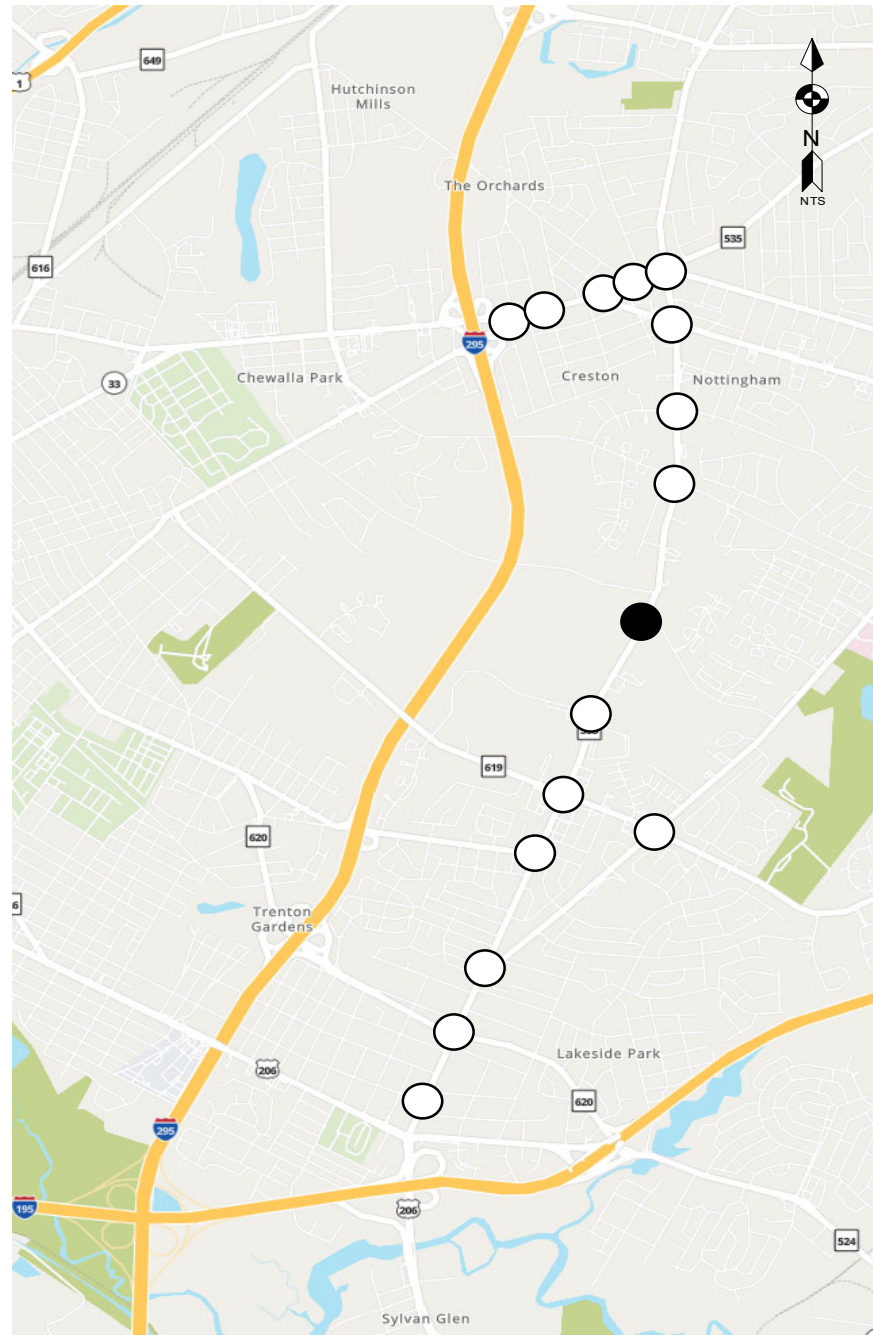 649
1
Hutchinson
Mills
N
NTS
The Orchards
535
616
295
33
Chewalla Park
Creston
Nottingham
619
620
6
Trenton
Gardens
206
Lakeside Park
620
295
195
206
524
Sylvan Glen